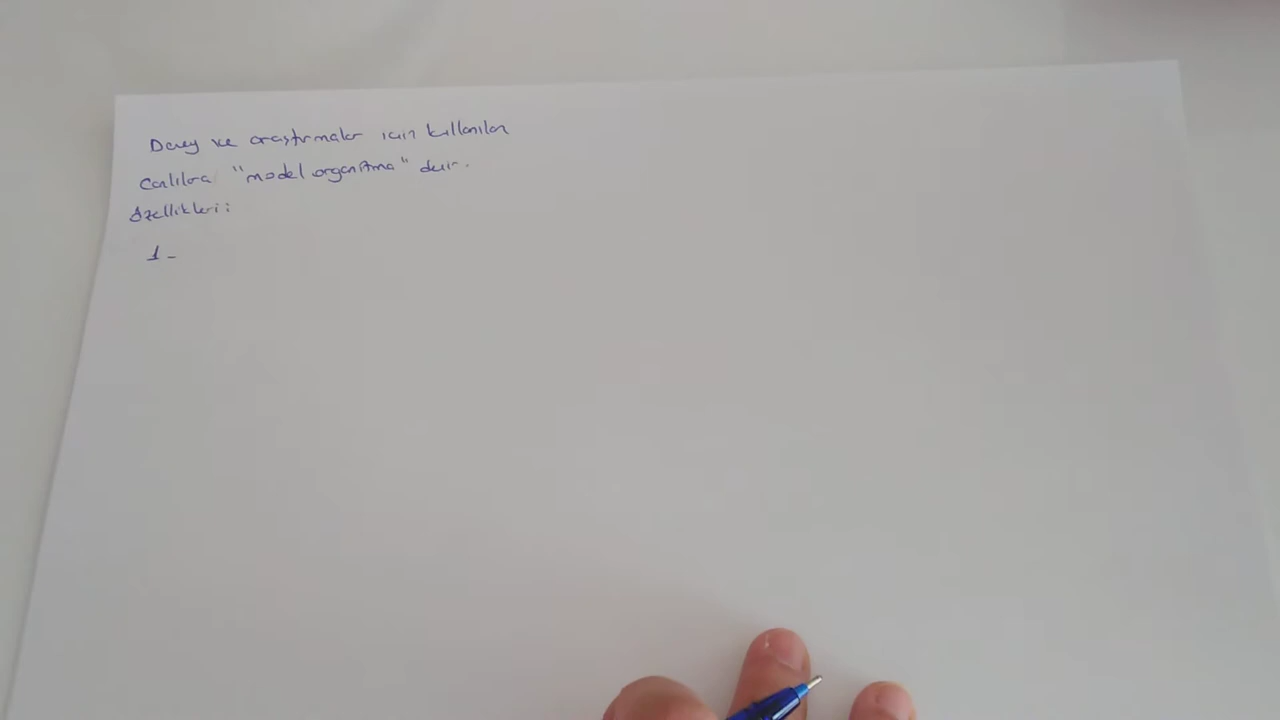 Deney ve araştırmalar için kullanılan
canlılara "model organizma" denir.
Özellikleri:
1-